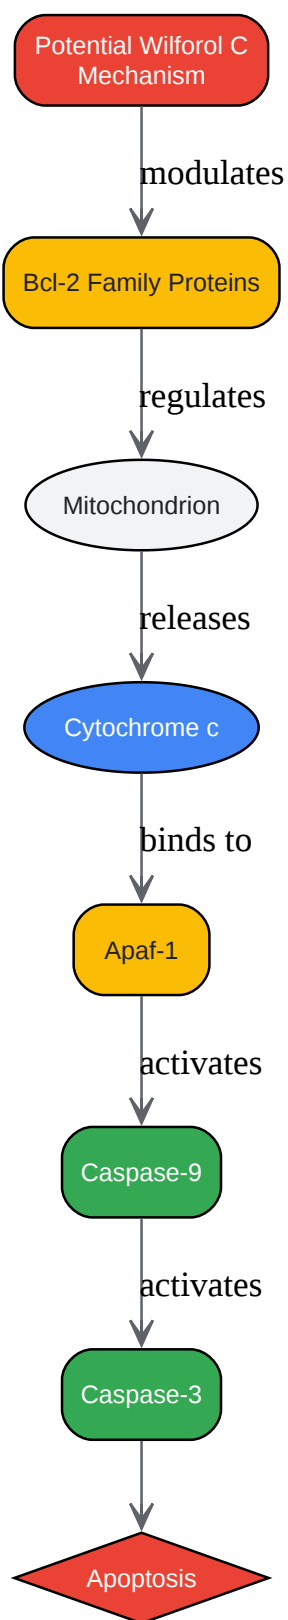 Potential Wilforol C
Mechanism
modulates
Bcl-2 Family Proteins
regulates
Mitochondrion
releases
Cytochrome c
binds to
Apaf-1
activates
Caspase-9
activates
Caspase-3
Apoptosis